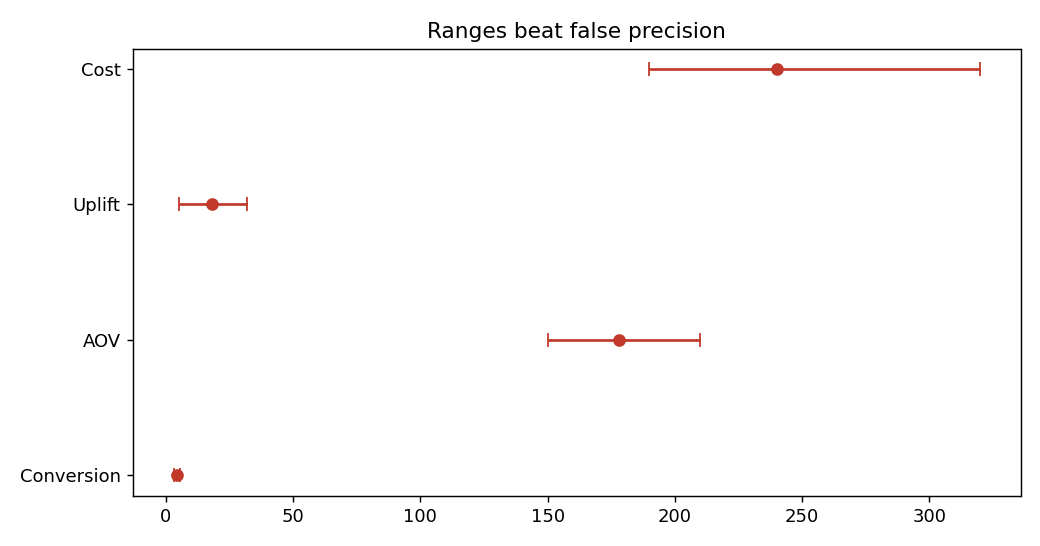 Ranges beat false precision
Cost
Uplift
AOV
Conversion
0 50 100 150 200 250 300